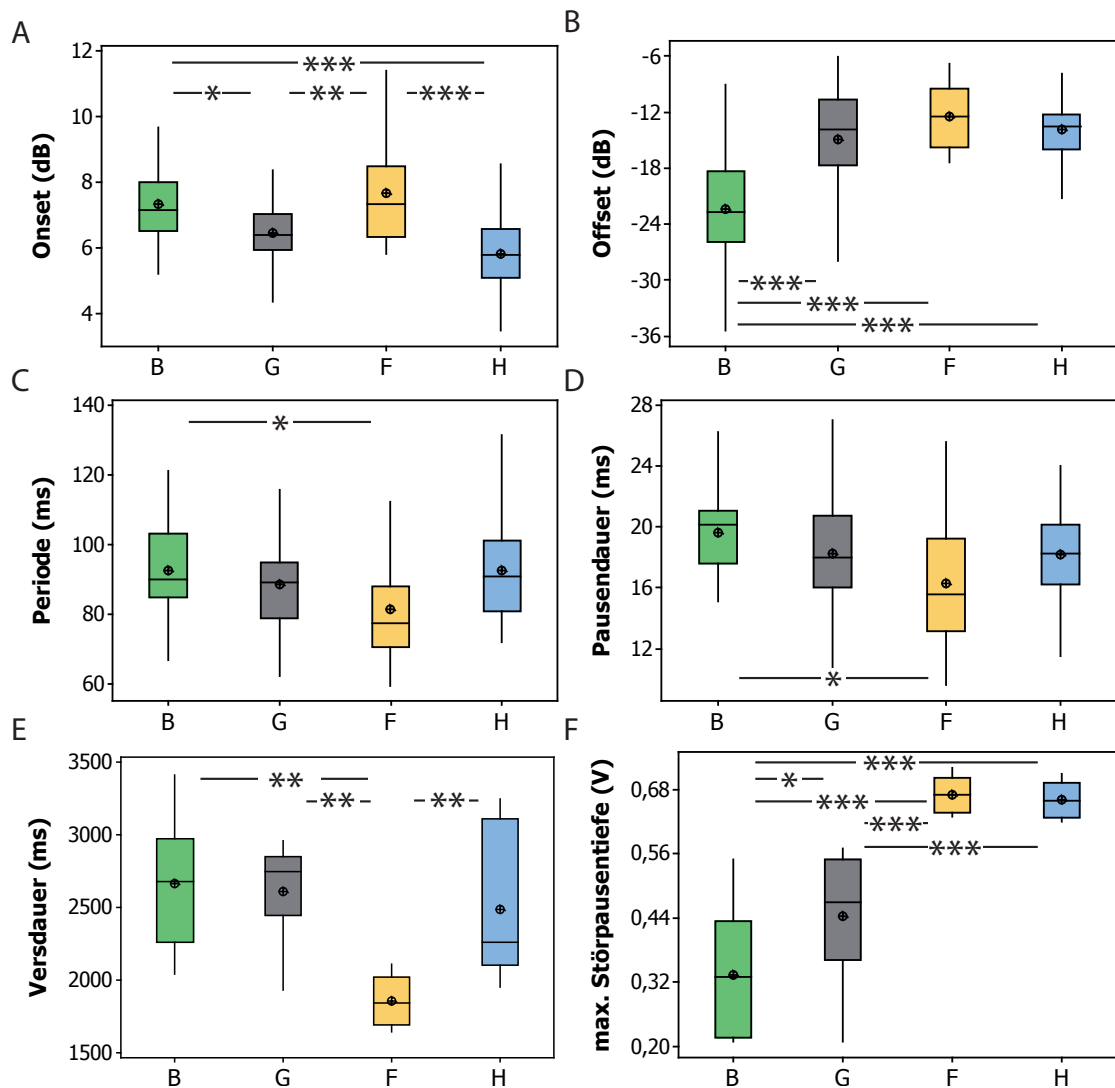 A
Onset (dB)
12
10
8
6
4
***
* ** ***
B G F H
B
Offset (dB)
-6
-12
-18
-24
-30
-36
***
***
***
B G F H
C
Periode (ms)
140
120
100
80
60
*
B G F H
D
Pausendauer (ms)
28
24
20
16
12
*
B G F H
E
Versdauer (ms)
3500
3000
2500
2000
1500
**
** **
B G F H
F
max. Störpausentiefe (V)
0,68
0,56
0,44
0,32
0,20
***
*
***
***
***
B G F H